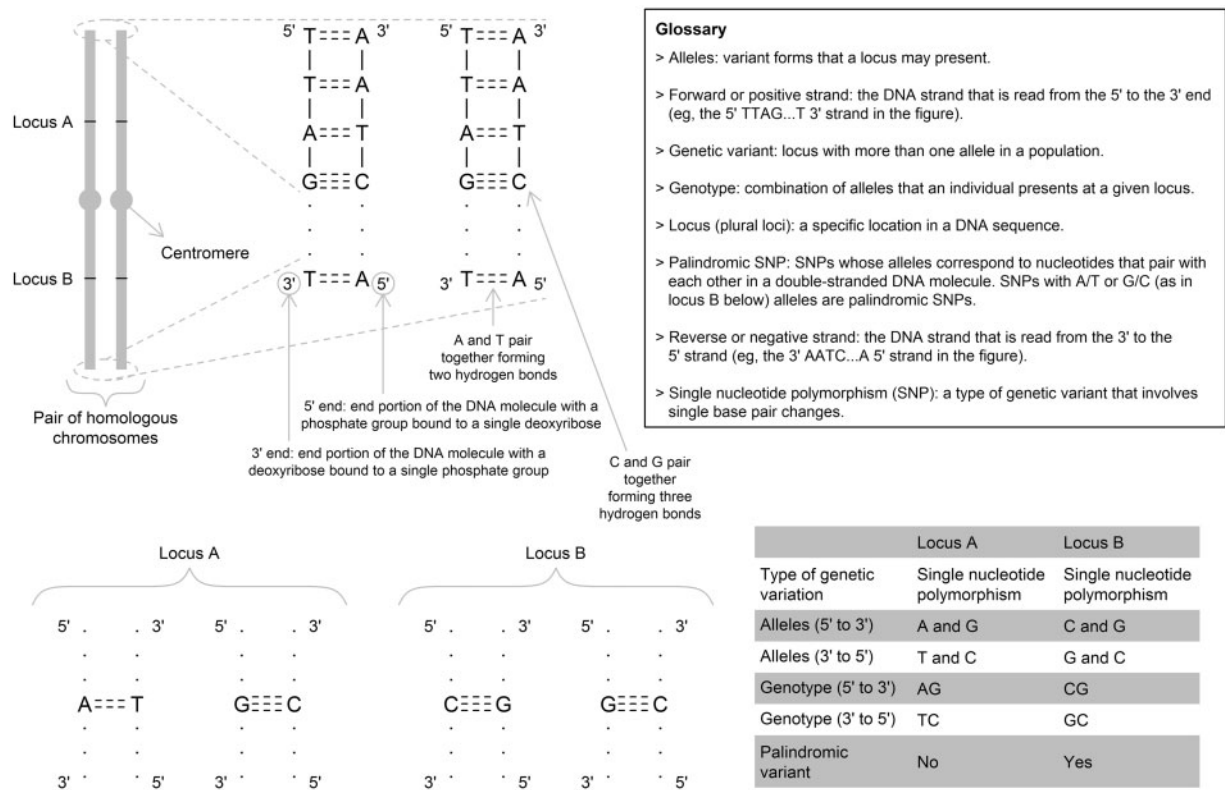 5' T A 3'
T A
A T
G C
3' T A 5'
5' T A 3'
T A
A T
G C
3' T A 5'
Locus A
Centromere
Locus B
Pair of homologous
chromosomes
A and T pair
together forming
two hydrogen bonds
5' end: end portion of the DNA molecule with a
phosphate group bound to a single deoxyribose
3' end: end portion of the DNA molecule with a
deoxyribose bound to a single phosphate group
C and G pair
together
forming three
hydrogen bonds
Glossary
> Alleles: variant forms that a locus may present.
> Forward or positive strand: the DNA strand that is read from the 5' to the 3' end
(eg, the 5' TTAG...T 3' strand in the figure).
> Genetic variant: locus with more than one allele in a population.
> Genotype: combination of alleles that an individual presents at a given locus.
> Locus (plural loci): a specific location in a DNA sequence.
> Palindromic SNP: SNPs whose alleles correspond to nucleotides that pair with
each other in a double-stranded DNA molecule. SNPs with A/T or G/C (as in
locus B below) alleles are palindromic SNPs.
> Reverse or negative strand: the DNA strand that is read from the 3' to the
5' strand (eg, the 3' AATC...A 5' strand in the figure).
> Single nucleotide polymorphism (SNP): a type of genetic variant that involves
single base pair changes.
Locus A
5' 3' 5' 3'
A T G C
3' 5' 3' 5'
Locus B
5' 3' 5' 3'
C G G C
3' 5' 3' 5'
Locus A Locus B
Type of genetic Single nucleotide Single nucleotide
variation polymorphism polymorphism
Alleles (5' to 3') A and G C and G
Alleles (3' to 5') T and C G and C
Genotype (5' to 3') AG CG
Genotype (3' to 5') TC GC
Palindromic
variant No Yes